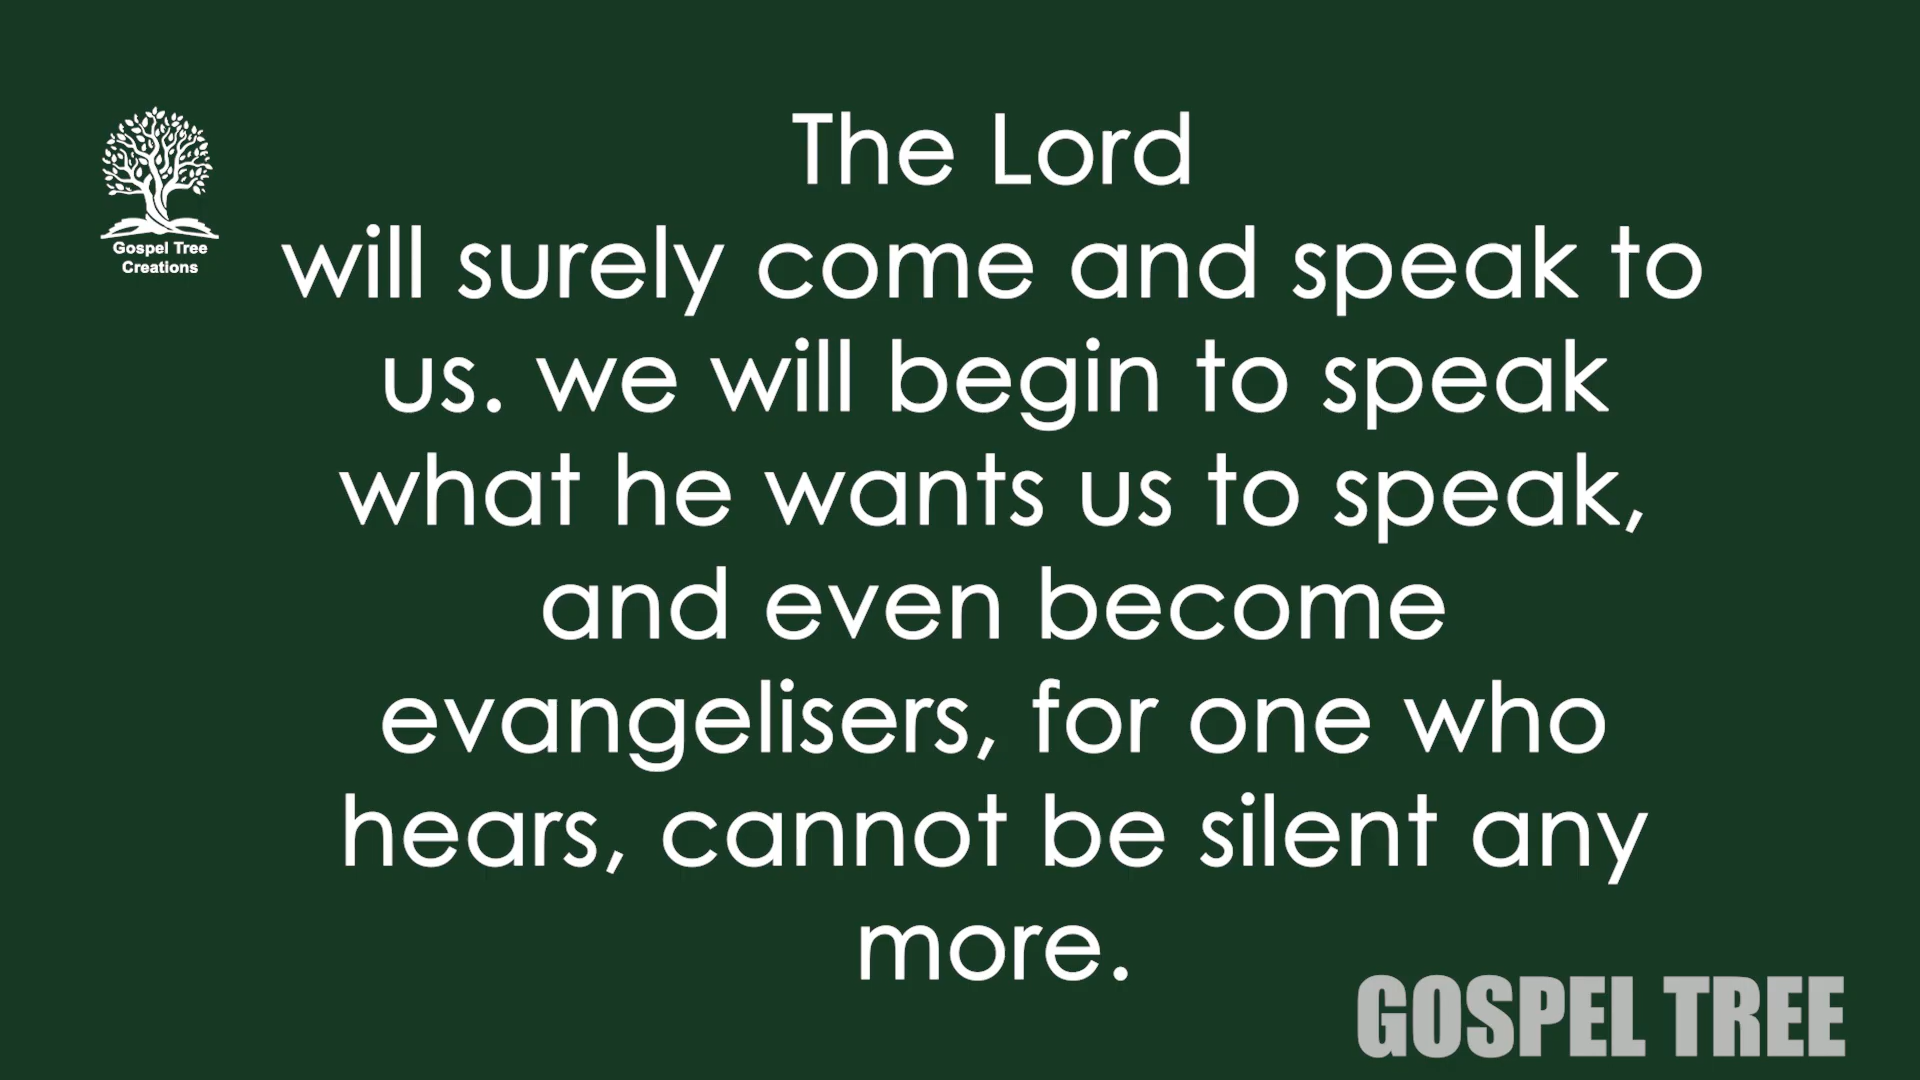 Gospel Tree
Creations
The Lord
will surely come and speak to
us. we will begin to speak
what he wants us to speak,
and even become
evangelisers, for one who
hears, cannot be silent any
more.
GOSPEL TREE